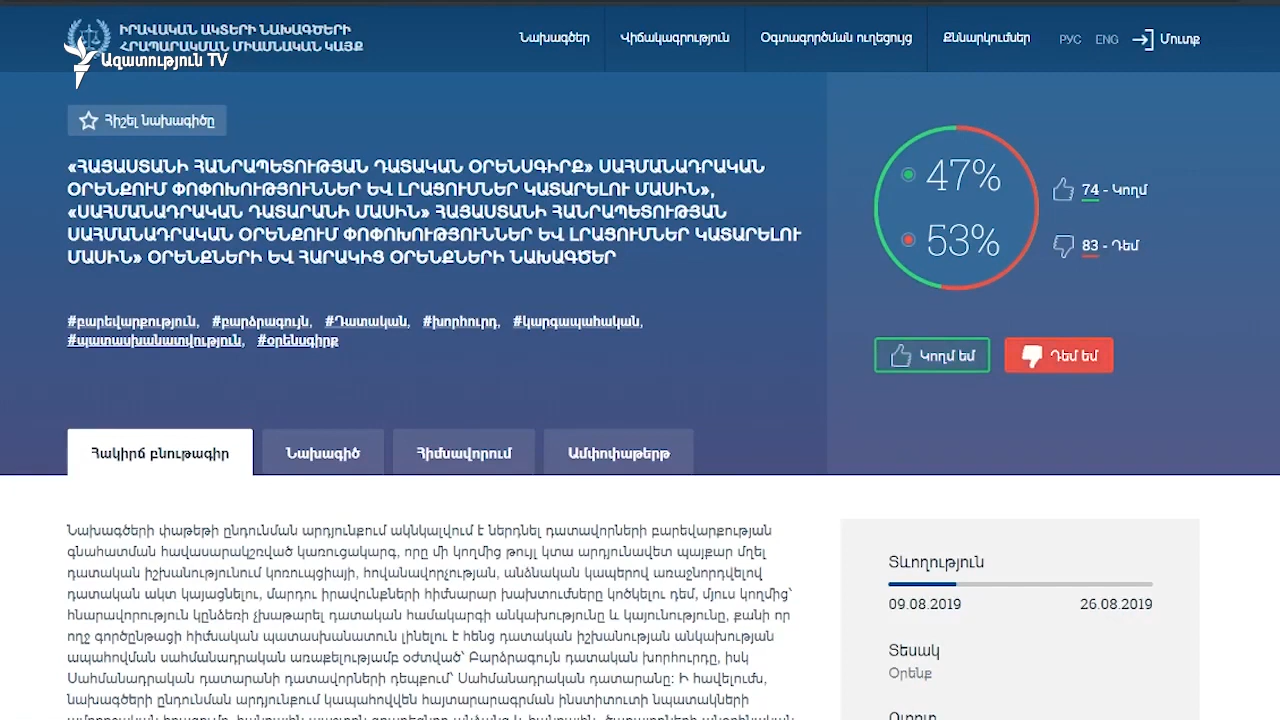 ԻՐԱՎԱԿԱՆ ԱԿՏԵՐԻ ՆԱԽԱԳԾԵՐԻ
ՀՐԱՊԱՐԱԿՄԱՆ ՄԻԱՍՆԱԿԱՆ ԿԱՅՔ
Ազատություն TV
Նախագծեր
Վիճակագրություն
Օգտագործման ուղեցույց
Քննարկումներ
РУС ENG
Մուտք
Հիշել նախագիծը
«ՀԱՅԱՍՏԱՆԻ ՀԱՆՐԱՊԵՏՈՒԹՅԱՆ ԴԱՏԱԿԱՆ ՕՐԵՆՍԳԻՐՔ» ՍԱՀՄԱՆԱԴՐԱԿԱՆ
ՕՐԵՆՔՈՒՄ ՓՈՓՈԽՈՒԹՅՈՒՆՆԵՐ ԵՎ ԼՐԱՑՈՒՄՆԵՐ ԿԱՏԱՐԵԼՈՒ ՄԱՍԻՆ»,
«ՍԱՀՄԱՆԱԴՐԱԿԱՆ ԴԱՏԱՐԱՆԻ ՄԱՍԻՆ» ՀԱՅԱՍՏԱՆԻ ՀԱՆՐԱՊԵՏՈՒԹՅԱՆ
ՍԱՀՄԱՆԱԴՐԱԿԱՆ ՕՐԵՆՔՈՒՄ ՓՈՓՈԽՈՒԹՅՈՒՆՆԵՐ ԵՎ ԼՐԱՑՈՒՄՆԵՐ ԿԱՏԱՐԵԼՈՒ
ՄԱՍԻՆ» ՕՐԵՆՔՆԵՐԻ ԵՎ ՀԱՐԱԿԻՑ ՕՐԵՆՔՆԵՐԻ ՆԱԽԱԳԾԵՐ
#բարեվարքություն, #բարձրագույն, #Դատական, #խորհուրդ, #կարգապահական,
#պատասխանատվություն, #օրենսգիրք
47%
53%
74 - Կողմ
83 - Դեմ
Կողմ եմ
Դեմ եմ
Հակիրճ բնութագիր
Նախագիծ
Հիմնավորում
Ամփոփաթերթ
Նախագծերի փաթեթի ընդունման արդյունքում ակնկալվում է ներդնել դատավորների բարեվարքության
գնահատման հավասարակշռված կառուցակարգ, որը մի կողմից թույլ կտա արդյունավետ պայքար մղել
դատական իշխանությունում կոռուպցիայի, հովանավորչության, անձնական կապերով առաջնորդվելով
դատական ակտ կայացնելու, մարդու իրավունքների հիմնարար խախտումները կոծկելու դեմ, մյուս կողմից՝
հնարավորություն կընձեռի չխաթարել դատական համակարգի անկախությունը և կայունությունը, քանի որ
ողջ գործընթացի հիմնական պատասխանատուն լինելու է հենց դատական իշխանության անկախության
ապահովման սահմանադրական առաքելությամբ օժտված՝ Բարձրագույն դատական խորհուրդը, իսկ
Սահմանադրական դատարանի դատավորների դեպքում՝ Սահմանադրական դատարանը: Ի հավելումն,
նախագծերի ընդունման արդյունքում կապահովվեն հայտարարագրման ինստիտուտի նպատակների
Տևողություն
09.08.2019 26.08.2019
Տեսակ
Օրենք